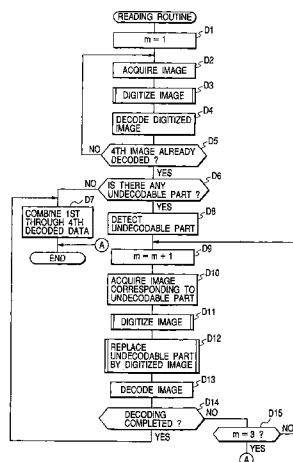 READING ROUTINE
D1
m = 1
D2
ACQUIRE IMAGE
D3
DIGITIZE IMAGE
D4
DECODE DIGITIZED
IMAGE
D5
4TH IMAGE ALREADY
DECODED ?
NO
YES
D6
IS THERE ANY
UNDECODABLE PART?
NO
YES
D7
COMBINE 1ST
THROUGH 4TH
DECODED DATA
A
END
D8
DETECT
UNDECODABLE PART
D9
m = m + 1
D10
ACQUIRE IMAGE
CORRESPONDING TO
UNDECODABLE PART
D11
DIGITIZE IMAGE
D12
REPLACE
UNDECODABLE PART
BY DIGITIZED IMAGE
D13
DECODE IMAGE
D14
DECODING
COMPLETED ?
NO
YES
D15
m = 3 ?
NO
YES
A